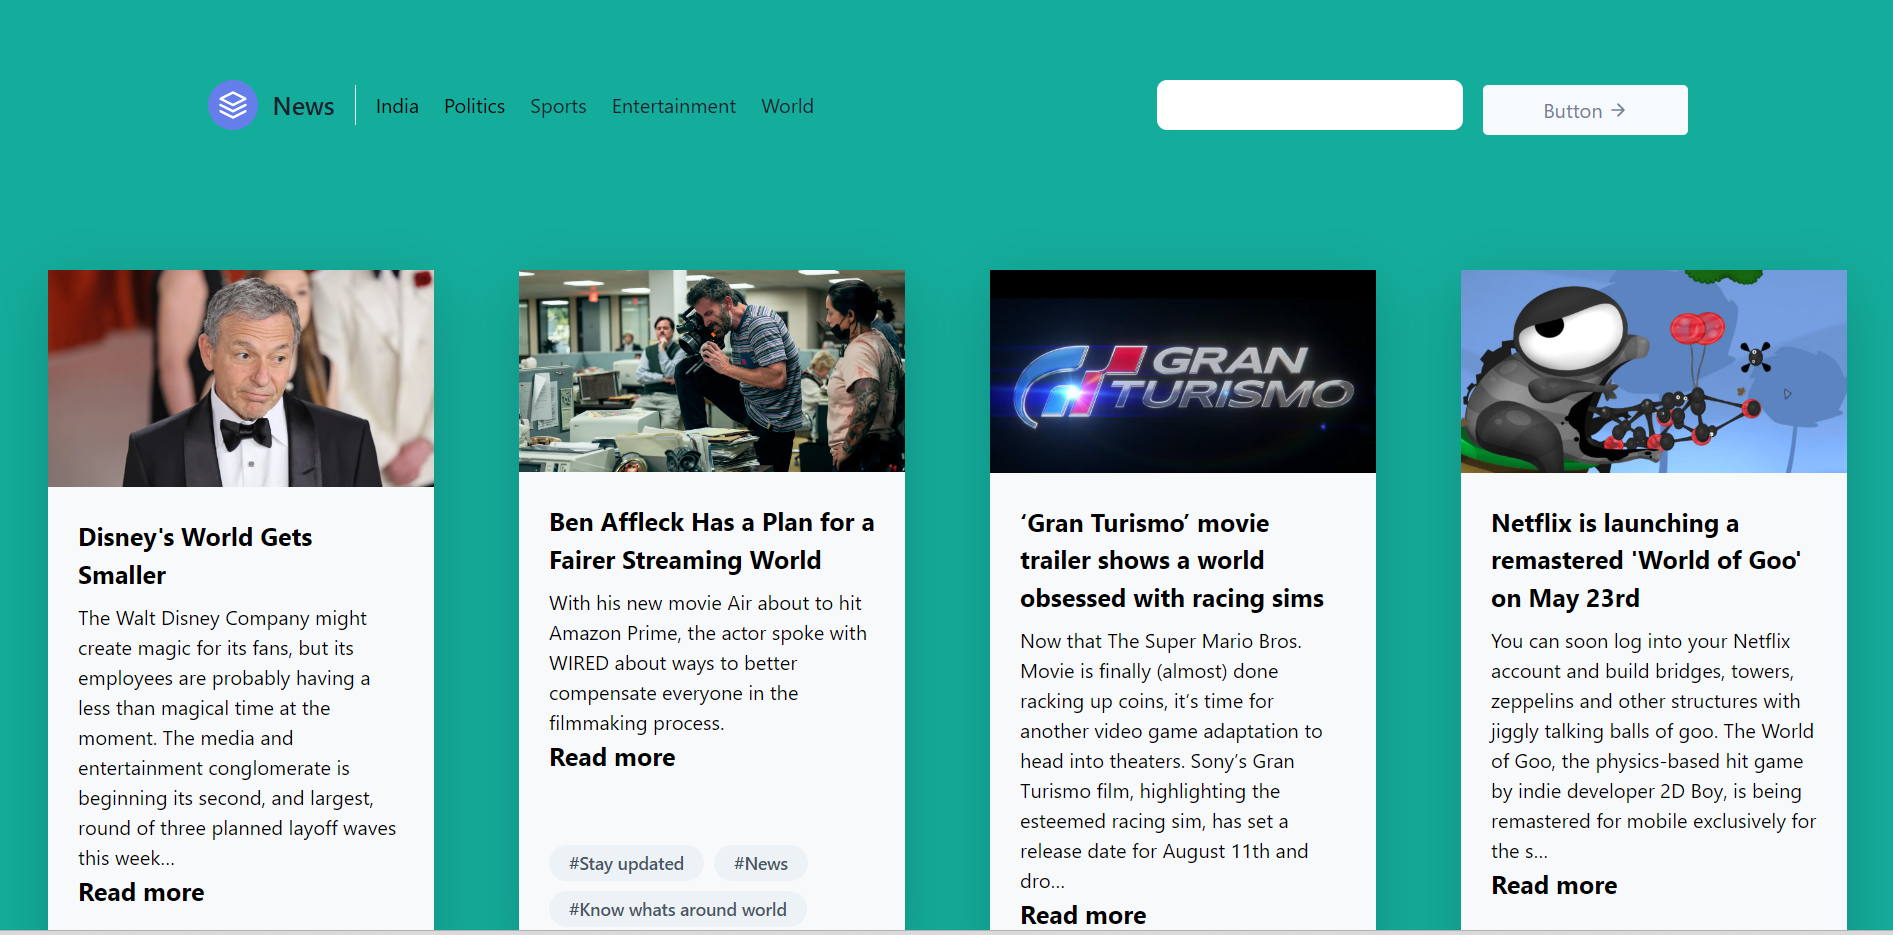 News
India
Politics
Sports
Entertainment
World
Button →
Disney's World Gets
Smaller
The Walt Disney Company might
create magic for its fans, but its
employees are probably having a
less than magical time at the
moment. The media and
entertainment conglomerate is
beginning its second, and largest,
round of three planned layoff waves
this week...
Read more
Ben Affleck Has a Plan for a
Fairer Streaming World
With his new movie Air about to hit
Amazon Prime, the actor spoke with
WIRED about ways to better
compensate everyone in the
filmmaking process.
Read more
#Stay updated
#News
#Know whats around world
GRAN
TURISMO
‘Gran Turismo’ movie
trailer shows a world
obsessed with racing sims
Now that The Super Mario Bros.
Movie is finally (almost) done
racking up coins, it’s time for
another video game adaptation to
head into theaters. Sony’s Gran
Turismo film, highlighting the
esteemed racing sim, has set a
release date for August 11th and
dro...
Read more
Netflix is launching a
remastered 'World of Goo'
on May 23rd
You can soon log into your Netflix
account and build bridges, towers,
zeppelins and other structures with
jiggly talking balls of goo. The World
of Goo, the physics-based hit game
by indie developer 2D Boy, is being
remastered for mobile exclusively for
the s...
Read more